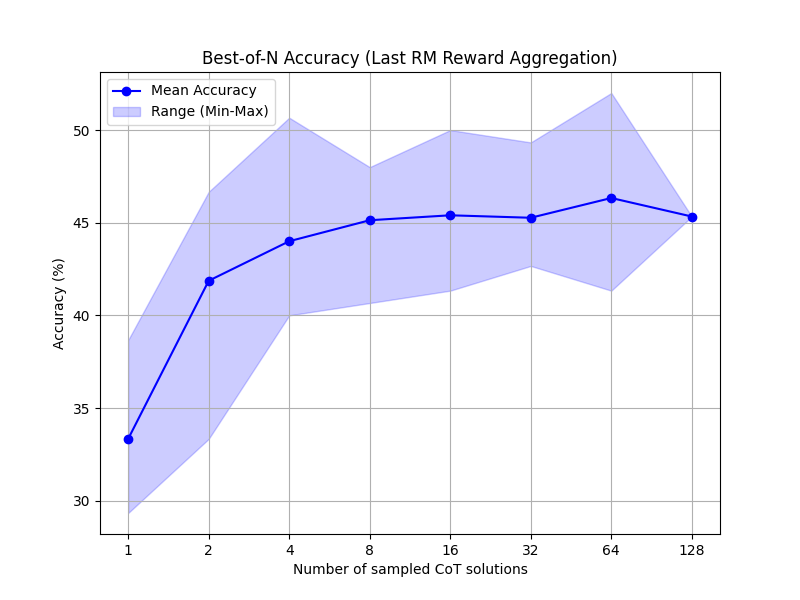 Best-of-N Accuracy (Last RM Reward Aggregation)
Mean Accuracy
Range (Min-Max)
50
45
40
35
30
Accuracy (%)
1 2 4 8 16 32 64 128
Number of sampled CoT solutions